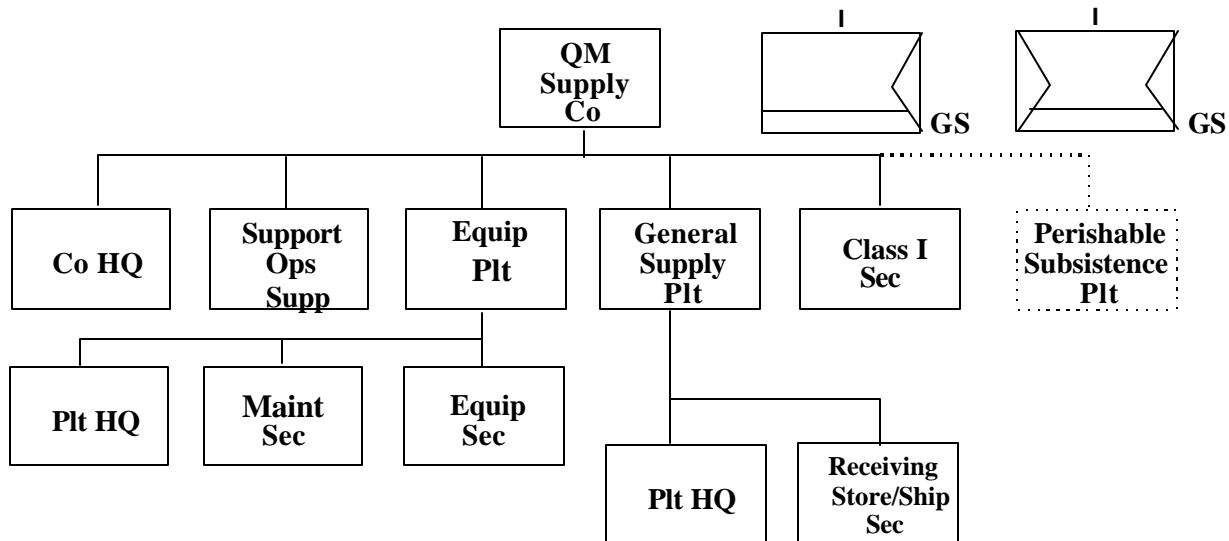 I
I
QM
Supply
Co
GS
GS
Co HQ
Support
Ops
Supp
Equip
Plt
General
Supply
Plt
Class I
Sec
Perishable
Subsistence
Plt
Plt HQ
Maint
Sec
Equip
Sec
Plt HQ
Receiving
Store/Ship
Sec